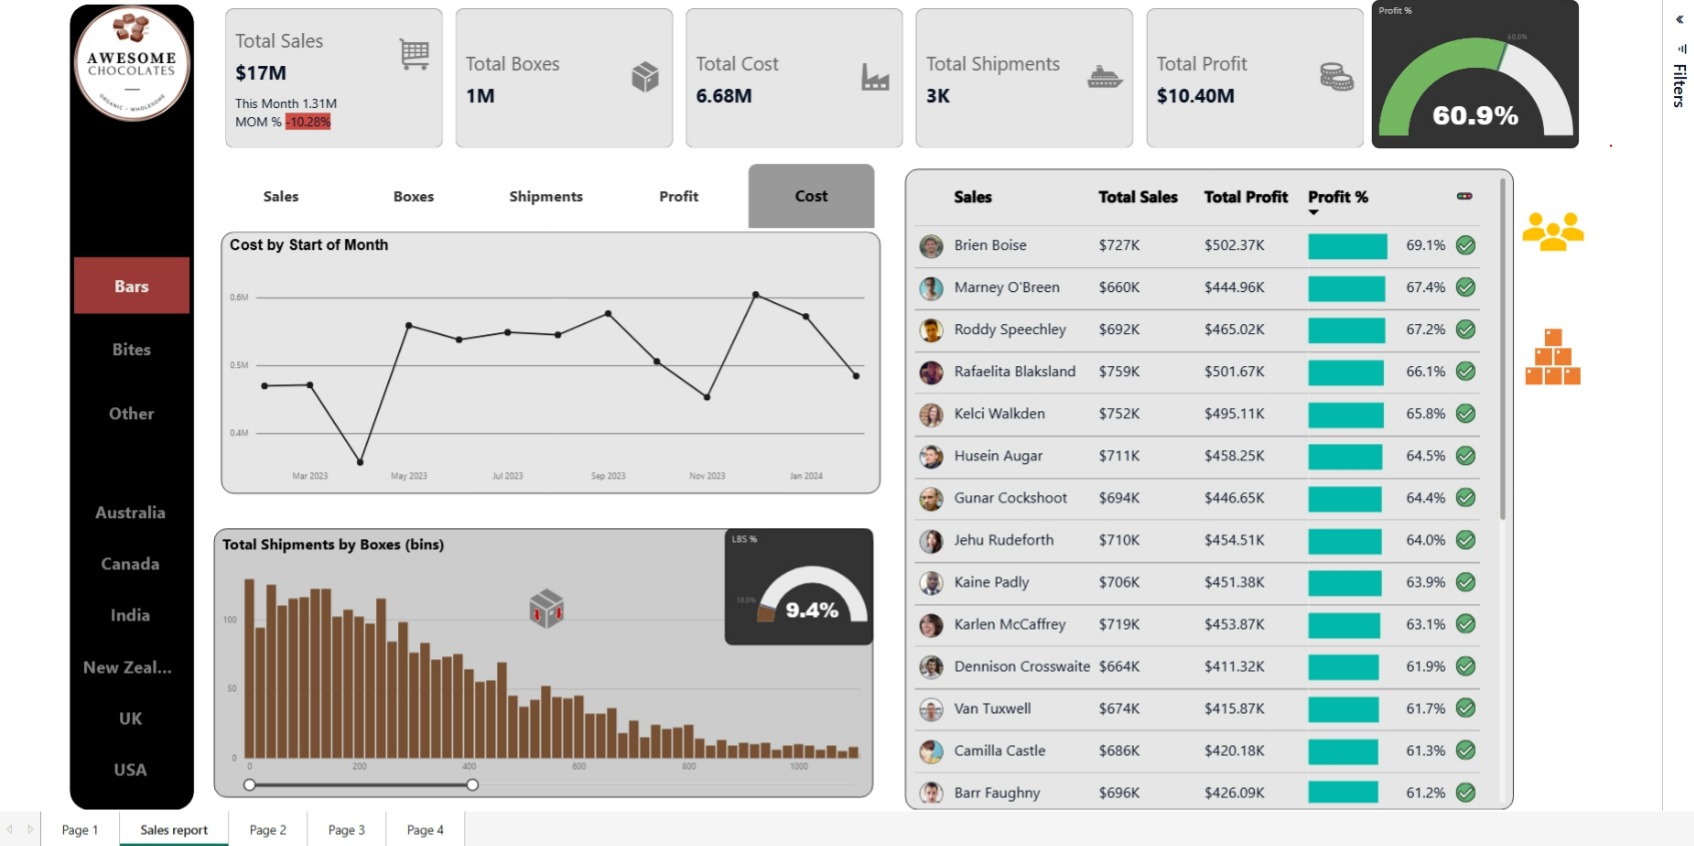 AWESOME
CHOCOLATES
ORGANIC - WHOLESOME
Bars
Bites
Other
Australia
Canada
India
New Zeal...
UK
USA
Total Sales
$17M
This Month 1.31M
MOM % -10.28%
Total Boxes
1M
Total Cost
6.68M
Total Shipments
3K
Total Profit
$10.40M
Profit %
60.0%
60.9%
« Filters
Sales Boxes Shipments Profit Cost
Cost by Start of Month
0.6M
0.5M
0.4M
Mar 2023 May 2023 Jul 2023 Sep 2023 Nov 2023 Jan 2024
Total Shipments by Boxes (bins)
LBS %
10.0%
9.4%
100
50
0
0 200 400 600 800 1000
Sales Total Sales Total Profit Profit %
Brien Boise $727K $502.37K 69.1%
Marney O'Breen $660K $444.96K 67.4%
Roddy Speechley $692K $465.02K 67.2%
Rafaelita Blaksland $759K $501.67K 66.1%
Kelci Walkden $752K $495.11K 65.8%
Husein Augar $711K $458.25K 64.5%
Gunar Cockshoot $694K $446.65K 64.4%
Jehu Rudeforth $710K $454.51K 64.0%
Kaine Padly $706K $451.38K 63.9%
Karlen McCaffrey $719K $453.87K 63.1%
Dennison Crosswaite $664K $411.32K 61.9%
Van Tuxwell $674K $415.87K 61.7%
Camilla Castle $686K $420.18K 61.3%
Barr Faughny $696K $426.09K 61.2%
Page 1 Sales report Page 2 Page 3 Page 4